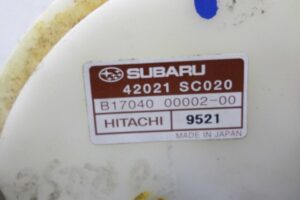 SUBARU
42021 SC020
B17040 00002-00
HITACHI 9521
MADE IN JAPAN